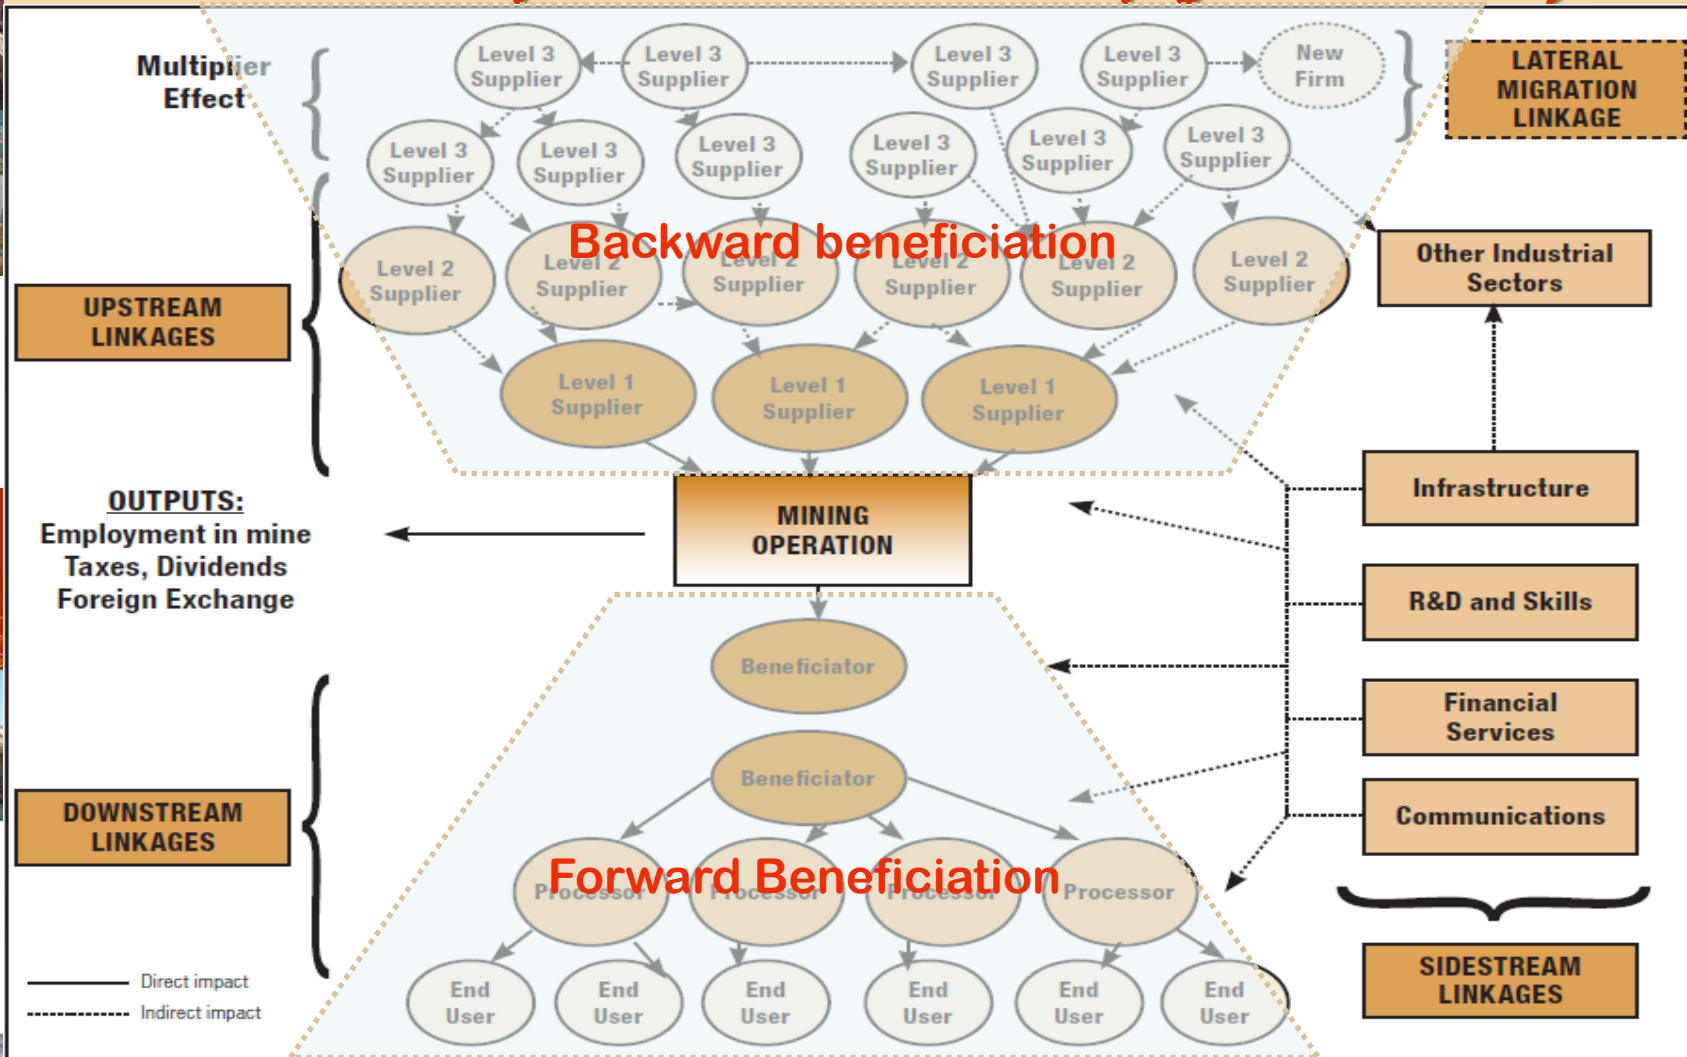 Multiplier
Effect
Level 3
Supplier
Level 3
Supplier
Level 3
Supplier
Level 3
Supplier
New
Firm
LATERAL
MIGRATION
LINKAGE
Level 3
Supplier
Level 3
Supplier
Level 3
Supplier
Level 3
Supplier
Level 3
Supplier
Level 3
Supplier
Backward beneficiation
Level 2
Supplier
Level 2
Supplier
Level 2
Supplier
Level 2
Supplier
Level 2
Supplier
Level 2
Supplier
Other Industrial
Sectors
UPSTREAM
LINKAGES
Level 1
Supplier
Level 1
Supplier
Level 1
Supplier
OUTPUTS:
Employment in mine
Taxes, Dividends
Foreign Exchange
MINING
OPERATION
Infrastructure
R&D and Skills
Beneficiator
Financial
Services
Beneficiator
Communications
DOWNSTREAM
LINKAGES
Forward Beneficiation
Processor
Processor
Processor
Processor
SIDESTREAM
LINKAGES
End
User
End
User
End
User
End
User
End
User
End
User
Direct impact
Indirect impact